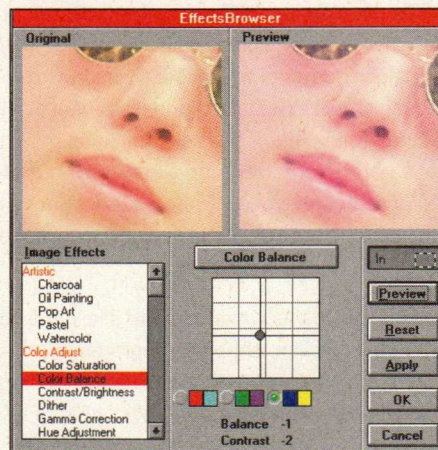 EffectsBrowser
Original
Preview
Image Effects
Artistic
Charcoal
Oil Painting
Pop Art
Pastel
Watercolor
Color Adjust
Color Saturation
Color Balance
Contrast/Brightness
Dither
Gamma Correction
Hue Adjustment
Color Balance
Balance -1
Contrast -2
In
Preview
Reset
Apply
OK
Cancel